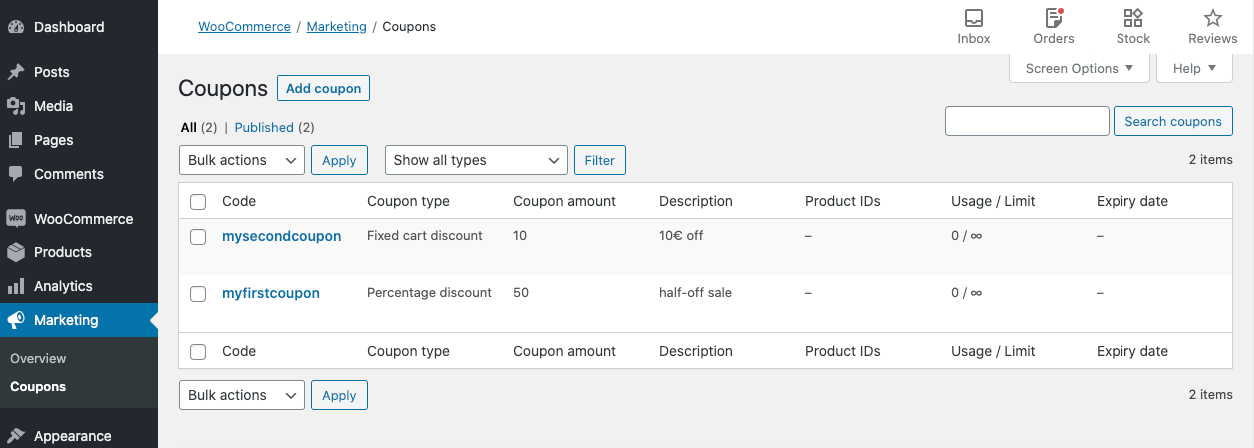 Dashboard
Posts
Media
Pages
Comments
WOO
WooCommerce
Products
Analytics
Marketing
Overview
Coupons
Appearance
WooCommerce / Marketing / Coupons
Inbox
Orders
Stock
Reviews
Screen Options
Help
Coupons
Add coupon
All (2) | Published (2)
Search coupons
Bulk actions
Apply
Show all types
Filter
2 items
Code Coupon type Coupon amount Description Product IDs Usage / Limit Expiry date
mysecondcoupon Fixed cart discount 10 10€ off – 0 / ∞ –
myfirstcoupon Percentage discount 50 half-off sale – 0 / ∞ –
Code Coupon type Coupon amount Description Product IDs Usage / Limit Expiry date
Bulk actions
Apply
2 items